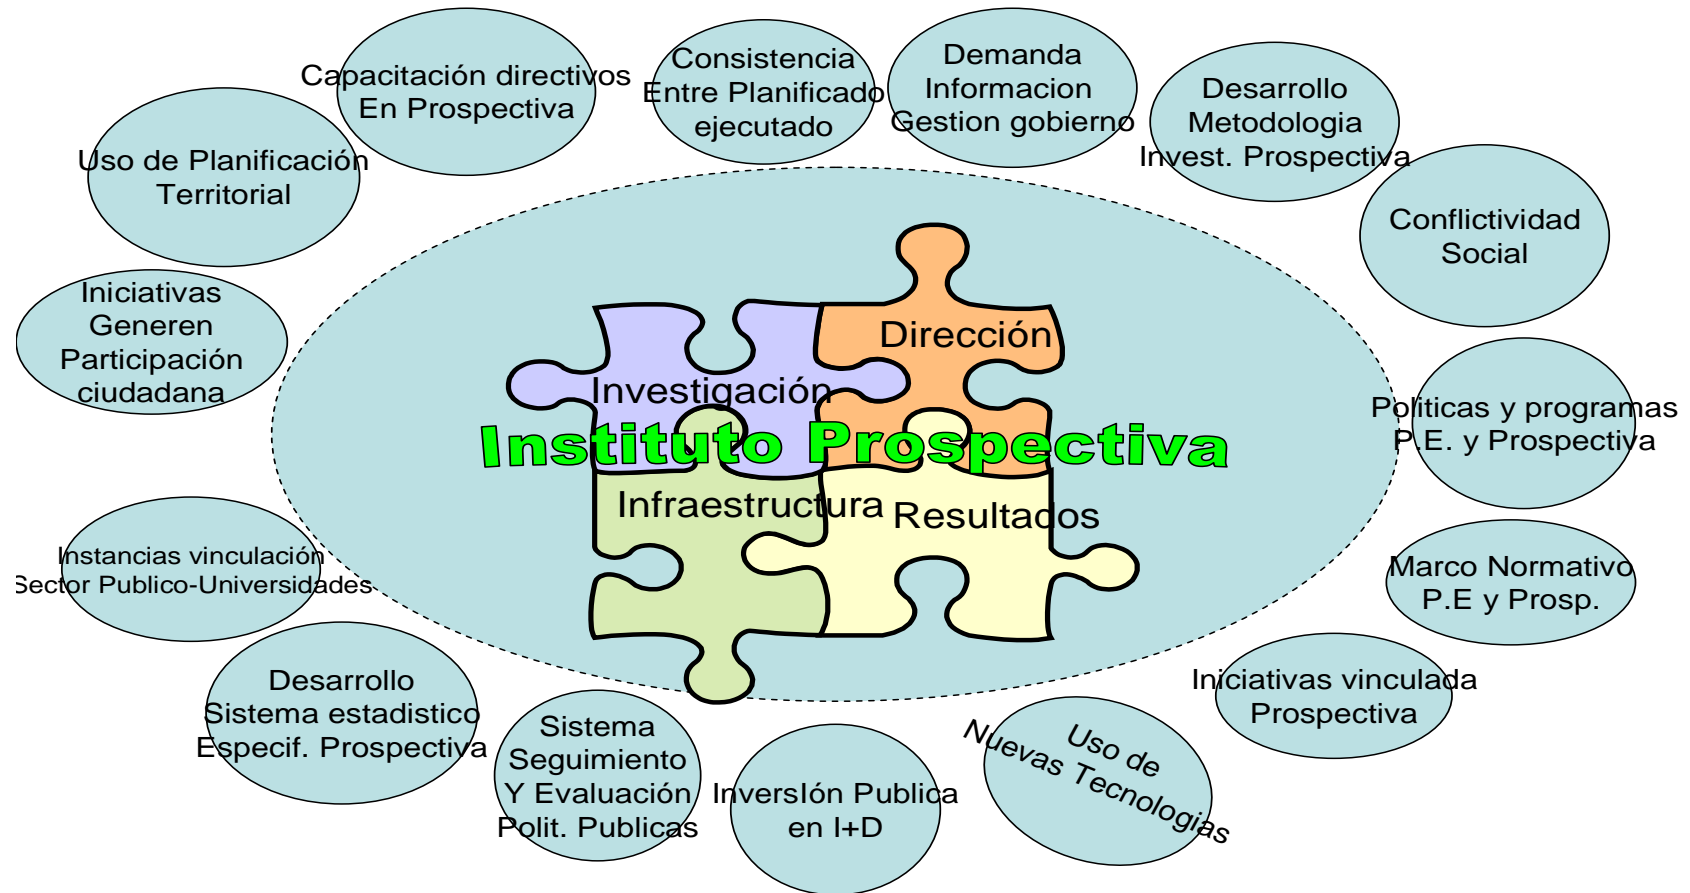 Capacitación directivos
En Prospectiva
Consistencia
Entre Planificado
ejecutado
Demanda
Informacion
Gestion gobierno
Desarrollo
Metodologia
Invest. Prospectiva
Uso de Planificación
Territorial
Conflictividad
Social
Iniciativas
Generen
Participación
ciudadana
Dirección
Investigación
Instituto Prospectiva
Infraestructura
Resultados
Politicas y programas
P.E. y Prospectiva
Instancias vinculación
Sector Publico-Universidades
Marco Normativo
P.E y Prosp.
Desarrollo
Sistema estadistico
Especif. Prospectiva
Iniciativas vinculada
Prospectiva
Sistema
Seguimiento
Y Evaluación
Polit. Publicas
InversIón Publica
en I+D
Uso de
Nuevas Tecnologias